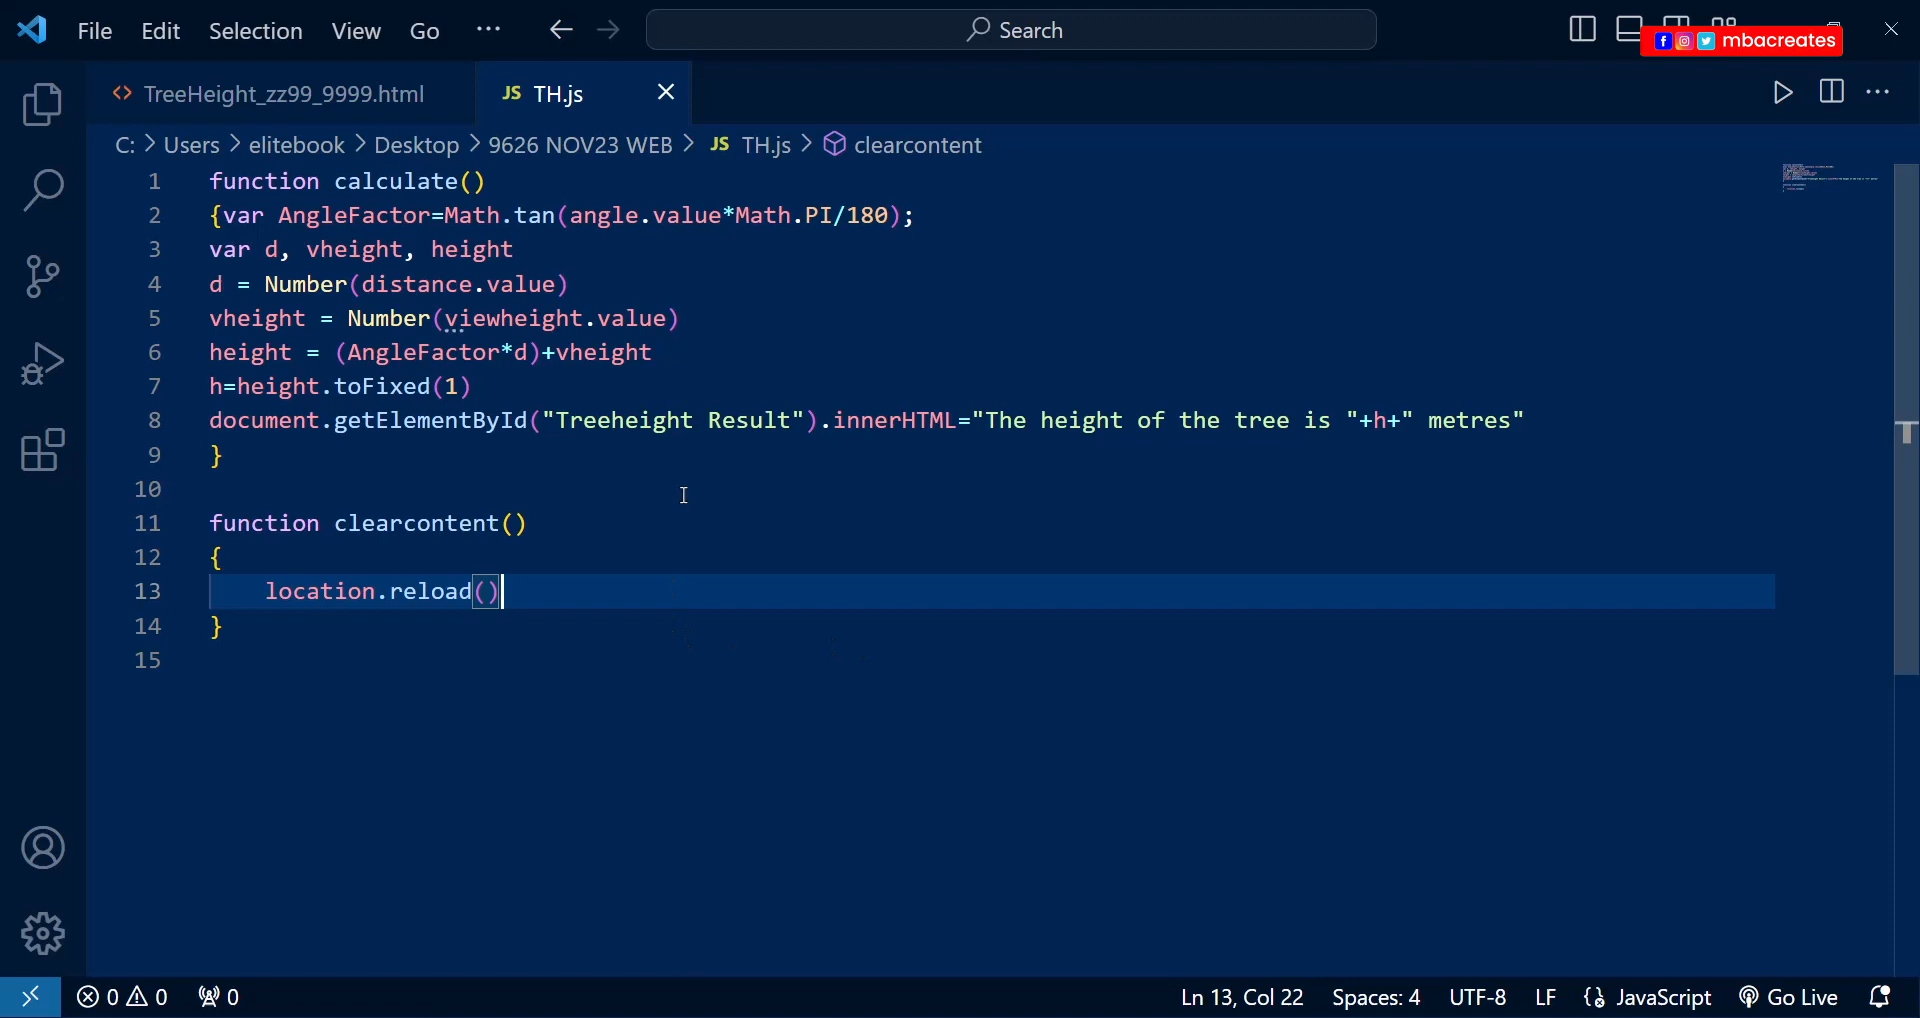 File Edit Selection View Go ··· Search
mbacreates
<> TreeHeight_zz99_9999.html JS TH.js
C: > Users > elitebook > Desktop > 9626 NOV23 WEB > JS TH.js > clearcontent
1 function calculate()
2 {var AngleFactor=Math.tan(angle.value*Math.PI/180);
3 var d, vheight, height
4 d = Number(distance.value)
5 vheight = Number(viewheight.value)
6 height = (AngleFactor*d)+vheight
7 h=height.toFixed(1)
8 document.getElementById("Treeheight Result").innerHTML="The height of the tree is "+h+" metres"
9 }
10
11 function clearcontent()
12 {
13     location.reload()
14 }
15
0 0 0 Ln 13, Col 22 Spaces: 4 UTF-8 LF JavaScript Go Live